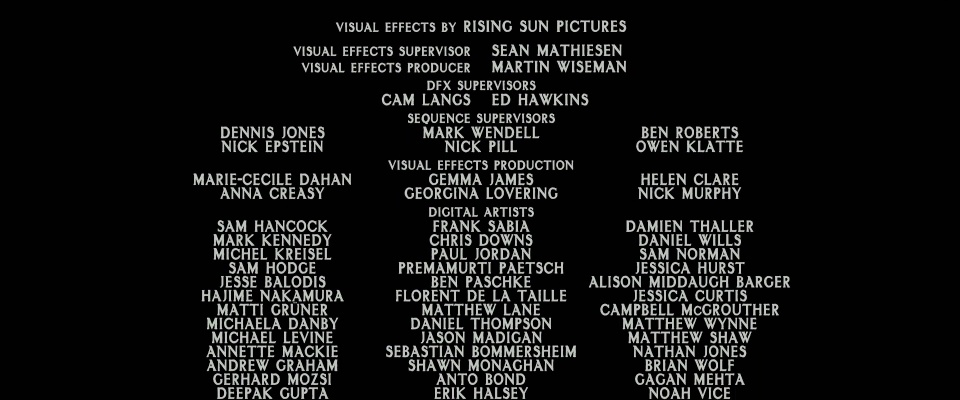 VISUAL EFFECTS BY RISING SUN PICTURES
VISUAL EFFECTS SUPERVISOR SEAN MATHIESEN
VISUAL EFFECTS PRODUCER MARTIN WISEMAN
DFX SUPERVISORS
CAM LANGS ED HAWKINS
SEQUENCE SUPERVISORS
DENNIS JONES MARK WENDELL BEN ROBERTS
NICK EPSTEIN NICK PILL OWEN KLATTE
VISUAL EFFECTS PRODUCTION
MARIE-CECILE DAHAN GEMMA JAMES HELEN CLARE
ANNA CREASY GEORGINA LOVERING NICK MURPHY
DIGITAL ARTISTS
SAM HANCOCK FRANK SABIA DAMIEN THALLER
MARK KENNEDY CHRIS DOWNS DANIEL WILLS
MICHEL KREISEL PAUL JORDAN SAM NORMAN
SAM HODGE PREMAMURTI PAETSCH JESSICA HURST
JESSE BALODIS BEN PASCHKE ALISON MIDDAUGH BARGER
HAJIME NAKAMURA FLORENT DE LA TAILLE JESSICA CURTIS
MATTI GRÜNER MATTHEW LANE CAMPBELL McGROUTHER
MICHAELA DANBY DANIEL THOMPSON MATTHEW WYNNE
MICHAEL LEVINE JASON MADIGAN MATTHEW SHAW
ANNETTE MACKIE SEBASTIAN BOMMERSHEIM NATHAN JONES
ANDREW GRAHAM SHAWN MONAGHAN BRIAN WOLF
GERHARD MOZSI ANTO BOND GAGAN MEHTA
DEEPAK GUPTA ERIK HALSEY NOAH VICE